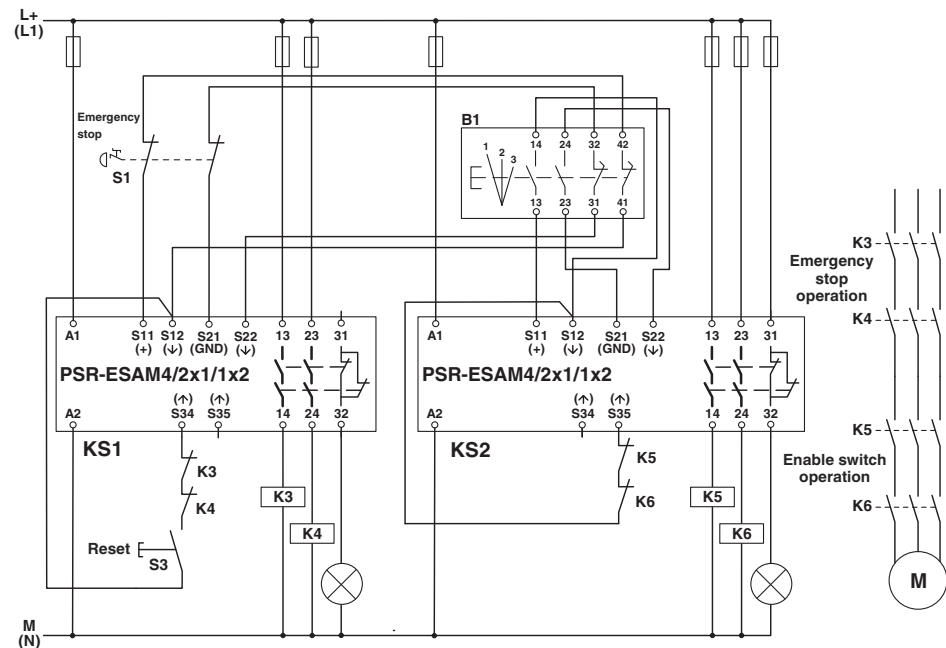 L+
(L1)
Emergency
stop
S1
B1
1
2
3
14
24
32
42
13
23
31
41
K3
Emergency
stop
operation
K4
A1
S11
(+)
S12
(↓)
S21
(GND)
S22
(↓)
13
23
31
PSR-ESAM4/2x1/1x2
A2
(↑)
S34
(↑)
S35
14
24
32
KS1
A1
S11
(+)
S12
(↓)
S21
(GND)
S22
(↓)
13
23
31
PSR-ESAM4/2x1/1x2
A2
(↑)
S34
(↑)
S35
14
24
32
KS2
K3
K4
Reset
S3
K3
K4
K5
K6
K5
K6
K5
Enable switch
operation
K6
M
M
(N)